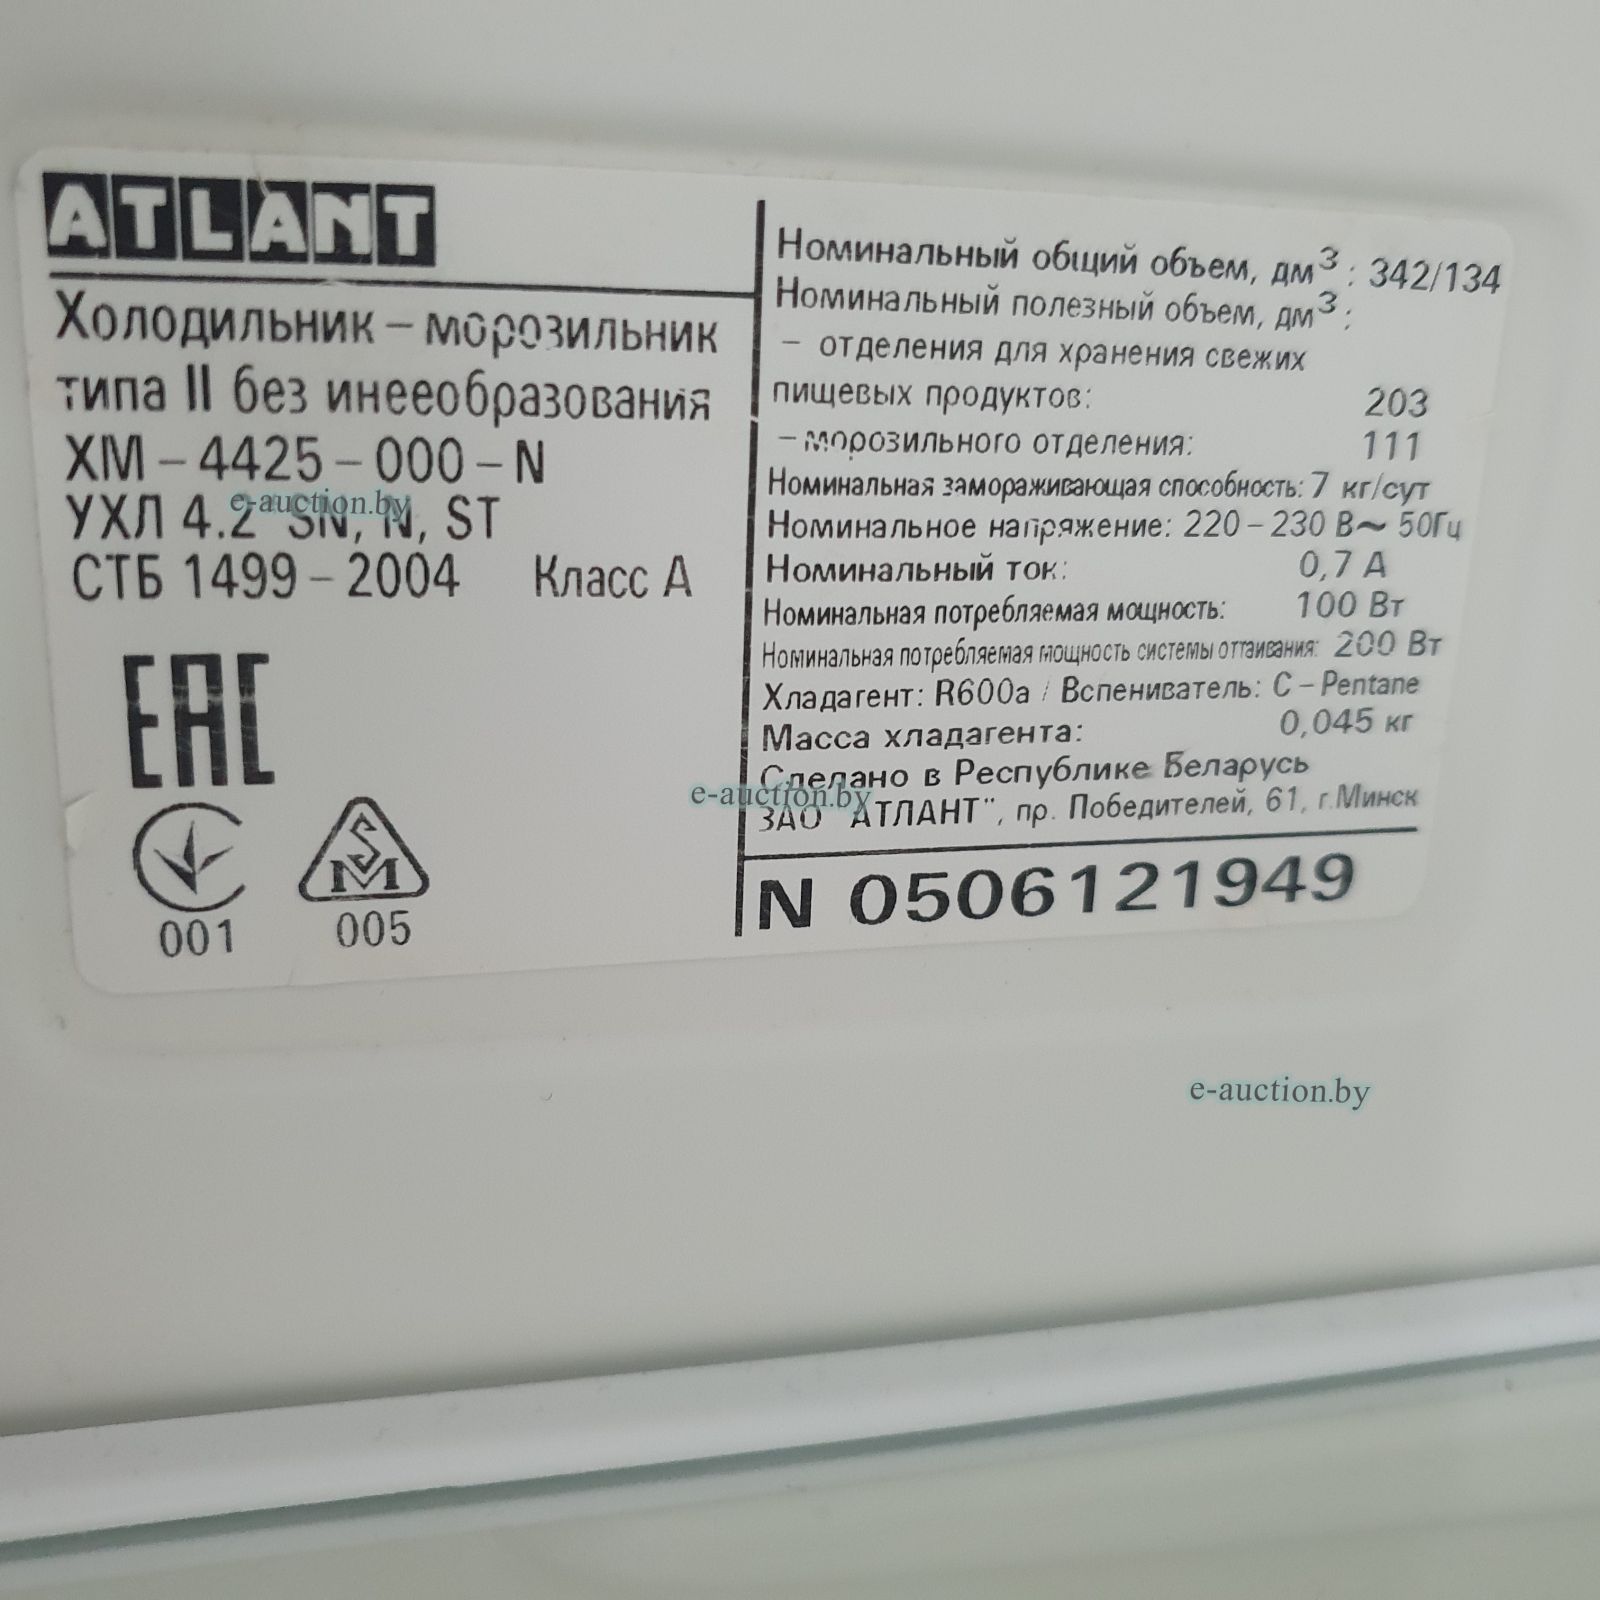 ATLANT
Холодильник – морозильник
типа II без инееобразования
ХМ – 4425 – 000 – N
УХЛ 4.2 SN, N, ST
СТБ 1499 – 2004 Класс А
EAC
001
SM
005
Номинальный общий объем, дм³ : 342/134
Номинальный полезный объем, дм³ :
– отделения для хранения свежих
пищевых продуктов: 203
– морозильного отделения: 111
Номинальная замораживающая способность: 7 кг/сут
Номинальное напряжение: 220 – 230 В~ 50Гц
Номинальный ток: 0,7 А
Номинальная потребляемая мощность: 100 Вт
Номинальная потребляемая мощность системы оттаивания: 200 Вт
Хладагент: R600a / Вспениватель: C – Pentane
Масса хладагента: 0,045 кг
Сделано в Республике Беларусь
ЗАО "АТЛАНТ", пр. Победителей, 61, г.Минск
N 0506121949
e-auction.by
e-auction.by
e-auction.by